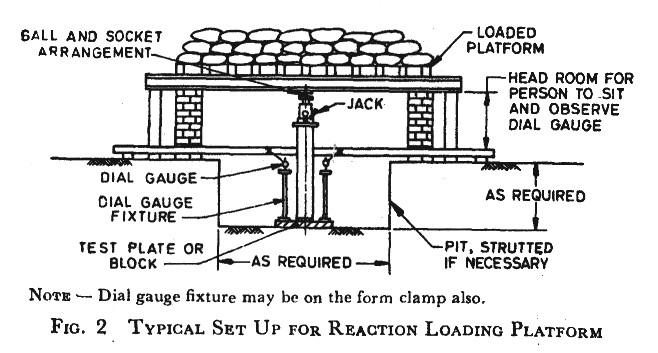 BALL AND SOCKET
ARRANGEMENT
LOADED
PLATFORM
HEAD ROOM FOR
PERSON TO SIT
AND OBSERVE
DIAL GAUGE
JACK
DIAL GAUGE
DIAL GAUGE
FIXTURE
AS REQUIRED
TEST PLATE OR
BLOCK
AS REQUIRED
PIT, STRUTTED
IF NECESSARY
NOTE — Dial gauge fixture may be on the form clamp also.
FIG. 2 TYPICAL SET UP FOR REACTION LOADING PLATFORM